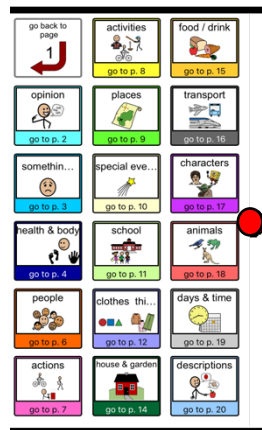 go back to
page
1
activities
go to p. 8
food / drink
go to p. 15
opinion
go to p. 2
places
go to p. 9
transport
go to p. 16
somethin...
go to p. 3
special eve...
go to p. 10
characters
go to p. 17
health & body
go to p. 4
school
go to p. 11
animals
go to p. 18
people
go to p. 6
clothes thi...
go to p. 12
days & time
go to p. 19
actions
go to p. 7
house & garden
go to p. 14
descriptions
go to p. 20